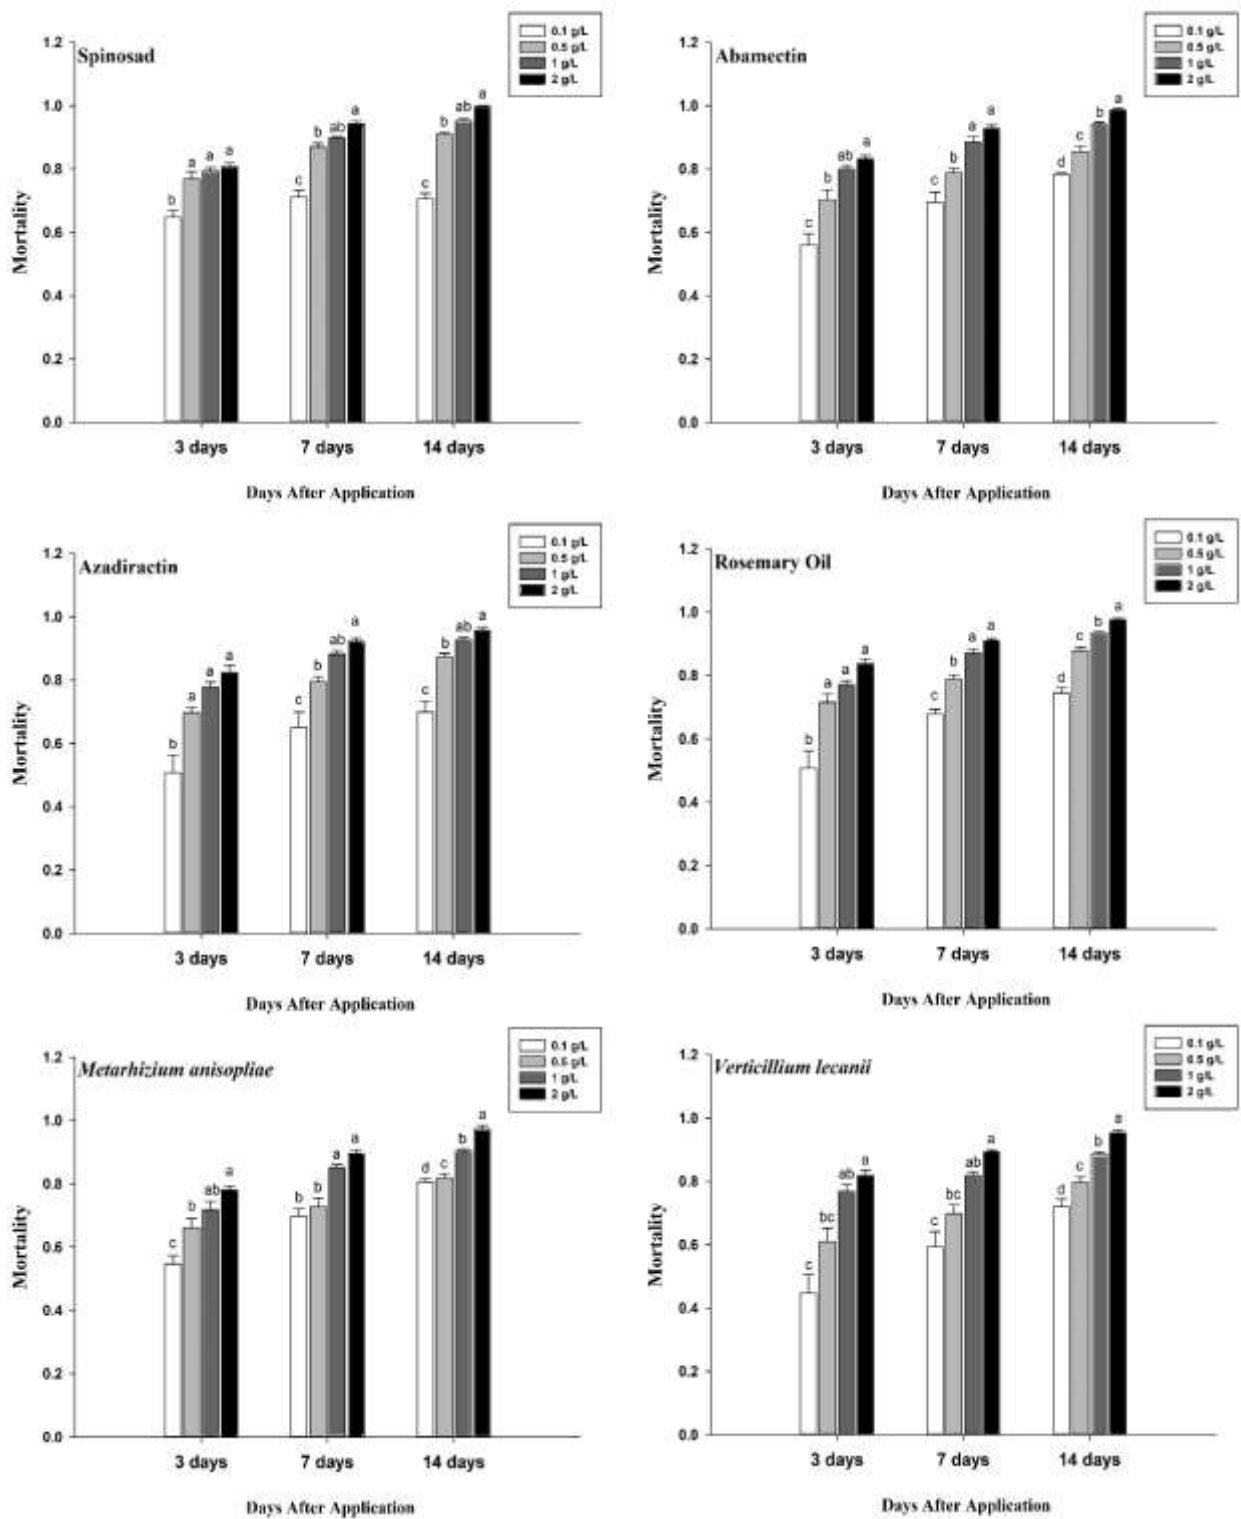 Spinosad
0.1 g/L
0.5 g/L
1 g/L
2 g/L
1.2
1.0
0.8
0.6
0.4
0.2
0.0
Mortality
b a a a
c b ab a
c b ab a
3 days 7 days 14 days
Days After Application
Abamectin
0.1 g/L
0.5 g/L
1 g/L
2 g/L
1.2
1.0
0.8
0.6
0.4
0.2
0.0
Mortality
c b ab a
c b a a
d c b a
3 days 7 days 14 days
Days After Application
Azadiractin
0.1 g/L
0.5 g/L
1 g/L
2 g/L
1.2
1.0
0.8
0.6
0.4
0.2
0.0
Mortality
b a a a
c b ab a
c b ab a
3 days 7 days 14 days
Days After Application
Rosemary Oil
0.1 g/L
0.5 g/L
1 g/L
2 g/L
1.2
1.0
0.8
0.6
0.4
0.2
0.0
Mortality
b a a a
c b a a
d c b a
3 days 7 days 14 days
Days After Application
Metarhizium anisopliae
0.1 g/L
0.5 g/L
1 g/L
2 g/L
1.2
1.0
0.8
0.6
0.4
0.2
0.0
Mortality
c b ab a
b b a a
d c b a
3 days 7 days 14 days
Days After Application
Verticillium lecanii
0.1 g/L
0.5 g/L
1 g/L
2 g/L
1.2
1.0
0.8
0.6
0.4
0.2
0.0
Mortality
c bc ab a
c bc ab a
d c b a
3 days 7 days 14 days
Days After Application